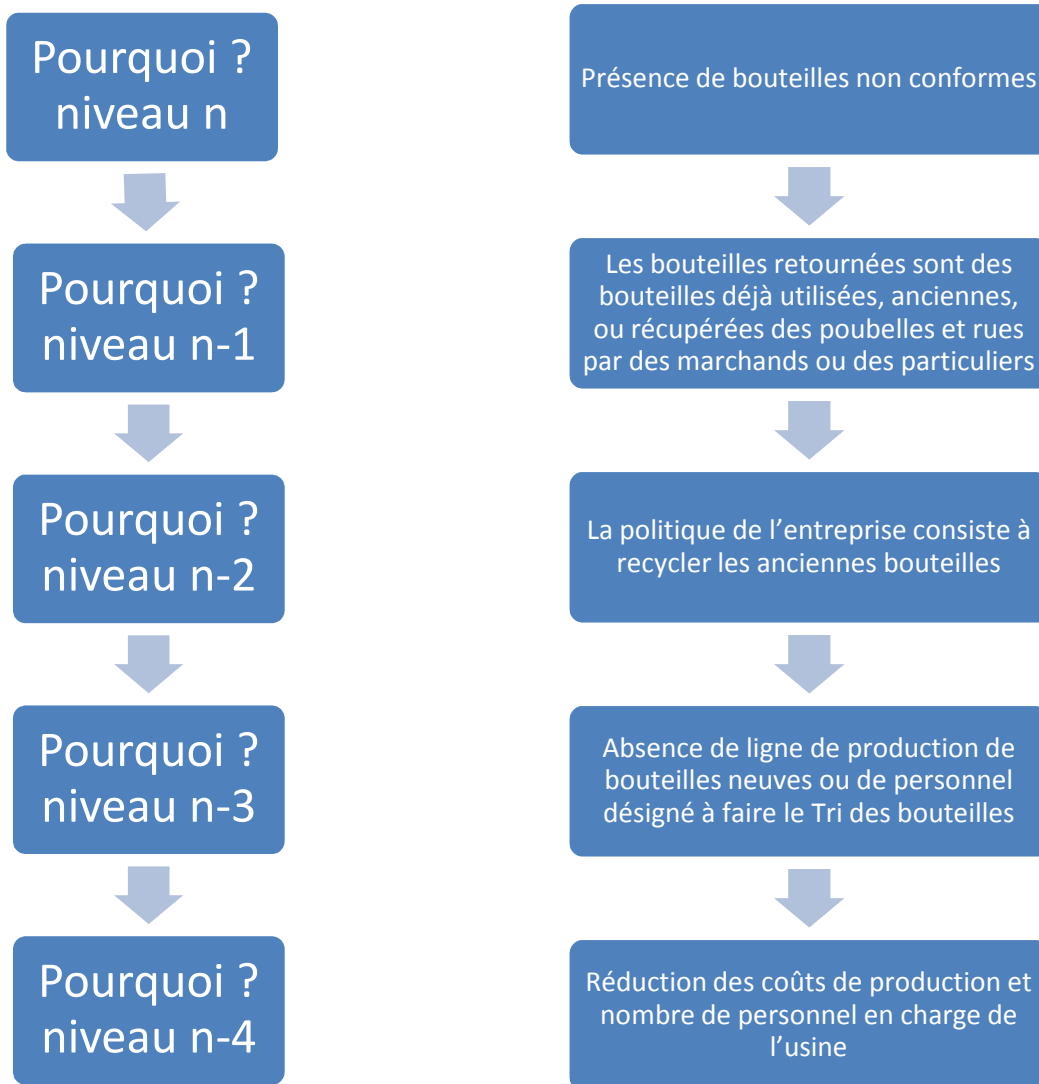 Pourquoi ?
niveau n
Présence de bouteilles non conformes
Pourquoi ?
niveau n-1
Les bouteilles retournées sont des
bouteilles déjà utilisées, anciennes,
ou récupérées des poubelles et rues
par des marchands ou des particuliers
Pourquoi ?
niveau n-2
La politique de l’entreprise consiste à
recycler les anciennes bouteilles
Pourquoi ?
niveau n-3
Absence de ligne de production de
bouteilles neuves ou de personnel
désigné à faire le Tri des bouteilles
Pourquoi ?
niveau n-4
Réduction des coûts de production et
nombre de personnel en charge de
l’usine